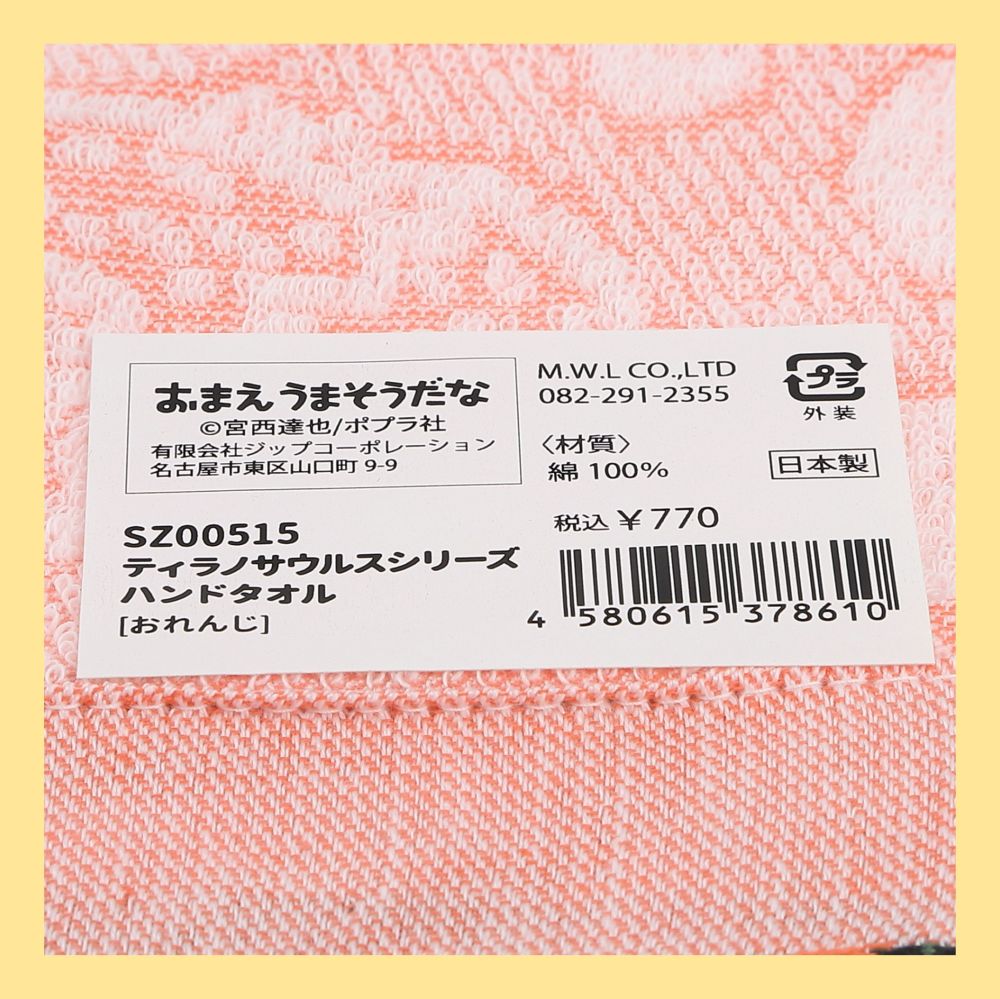 おまえうまそうだな
©宮西達也/ポプラ社
有限会社ジップコーポレーション
名古屋市東区山口町9-9
M.W.L CO.,LTD
082-291-2355
プラ
外装
〈材質〉
綿100%
日本製
税込¥770
SZ00515
ティラノサウルスシリーズ
ハンドタオル
[おれんじ]
4 580615 378610